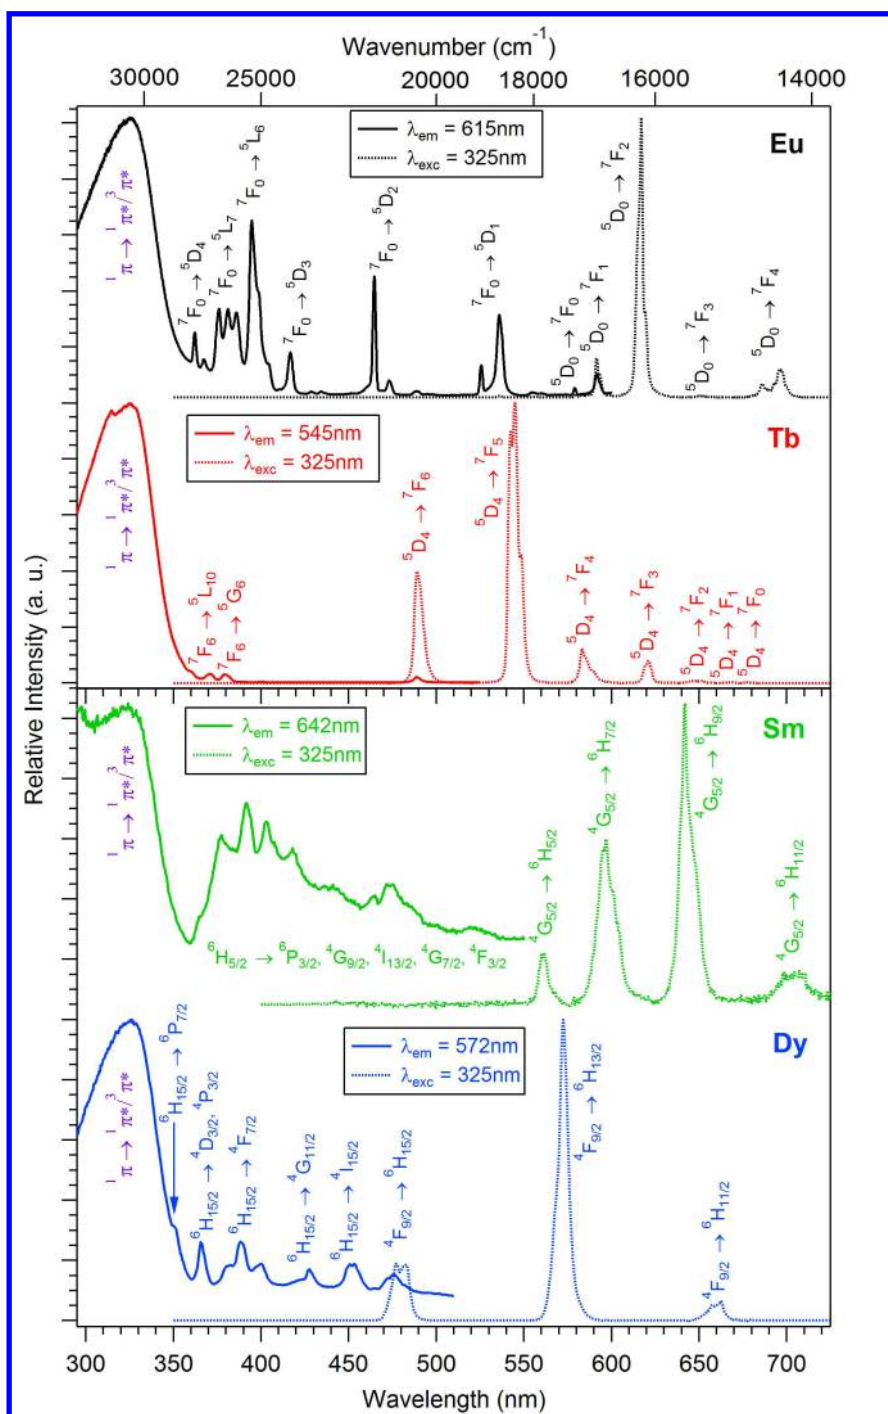 Wavenumber (cm⁻¹)
30000 25000 20000 18000 16000 14000
Relative Intensity (a. u.)
Eu
λem = 615nm
λexc = 325nm
¹π → ¹π*/³π*
⁷F₀ → ⁵D₄
⁷F₀ → ⁵L₇
⁷F₀ → ⁵L₆
⁷F₀ → ⁵D₃
⁷F₀ → ⁵D₂
⁷F₀ → ⁵D₁
⁵D₀ → ⁷F₀
⁵D₀ → ⁷F₁
⁵D₀ → ⁷F₂
⁵D₀ → ⁷F₃
⁵D₀ → ⁷F₄
Tb
λem = 545nm
λexc = 325nm
¹π → ¹π*/³π*
⁷F₆ → ⁵L₁₀
⁷F₆ → ⁵G₆
⁵D₄ → ⁷F₆
⁵D₄ → ⁷F₅
⁵D₄ → ⁷F₄
⁵D₄ → ⁷F₃
⁵D₄ → ⁷F₂
⁵D₄ → ⁷F₁
⁵D₄ → ⁷F₀
Sm
λem = 642nm
λexc = 325nm
¹π → ¹π*/³π*
⁶H5/2 → ⁶P3/2, ⁴G9/2, ⁴I13/2, ⁴G7/2, ⁴F3/2
⁴G5/2 → ⁶H5/2
⁴G5/2 → ⁶H7/2
⁴G5/2 → ⁶H9/2
⁴G5/2 → ⁶H11/2
Dy
λem = 572nm
λexc = 325nm
¹π → ¹π*/³π*
⁶H15/2 → ⁶P7/2
⁶H15/2 → ⁴D3/2, ⁴P3/2
⁶H15/2 → ⁴F7/2
⁶H15/2 → ⁴G11/2
⁶H15/2 → ⁴I15/2
⁴F9/2 → ⁶H15/2
⁴F9/2 → ⁶H13/2
⁴F9/2 → ⁶H11/2
300 350 400 450 500 550 600 650 700
Wavelength (nm)